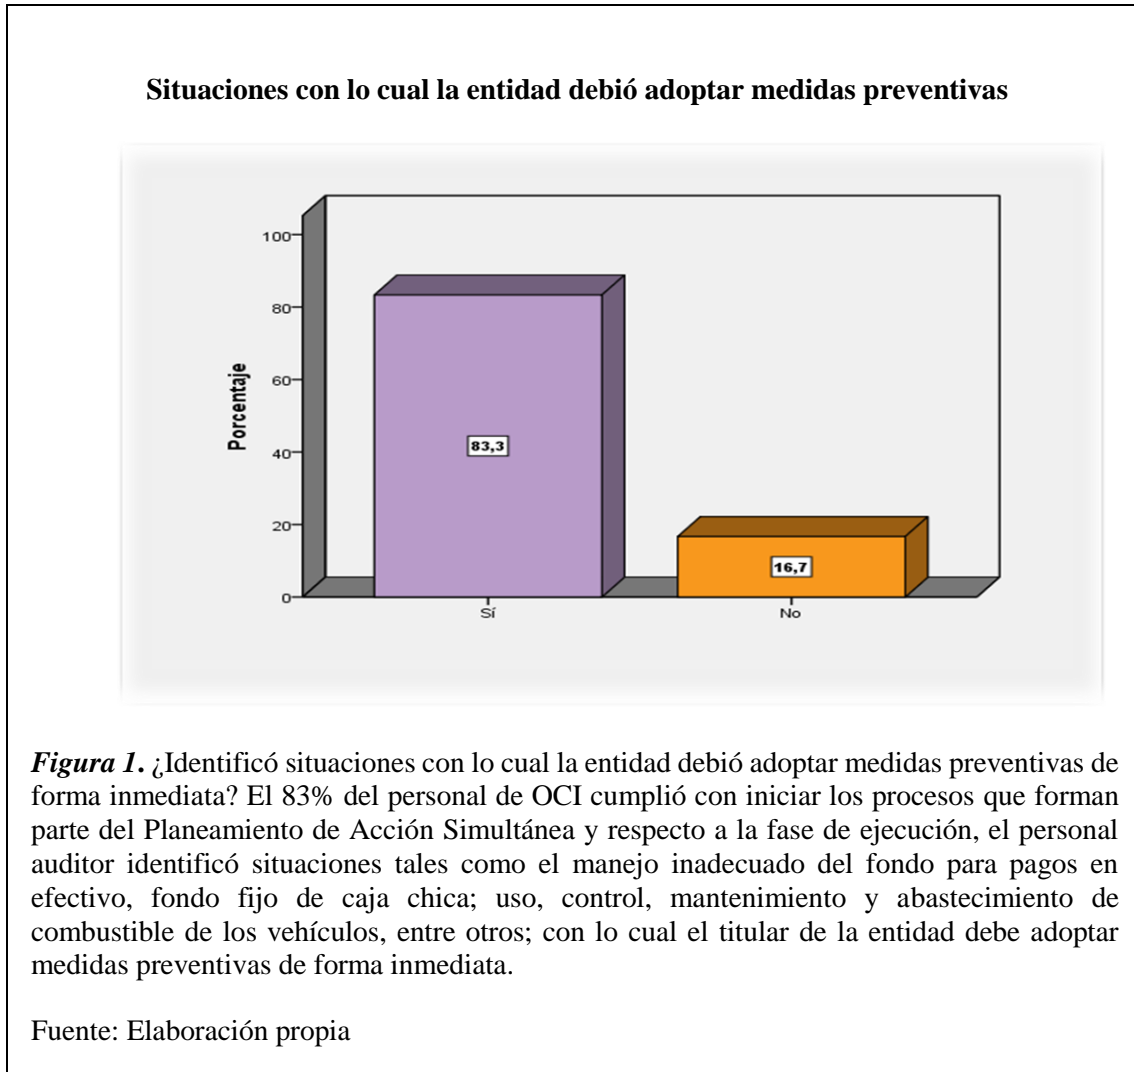 Situaciones con lo cual la entidad debió adoptar medidas preventivas
100
80
60
40
20
0
Porcentaje
83,3
16,7
Sí
No
Figura 1. ¿Identificó situaciones con lo cual la entidad debió adoptar medidas preventivas de
forma inmediata? El 83% del personal de OCI cumplió con iniciar los procesos que forman
parte del Planeamiento de Acción Simultánea y respecto a la fase de ejecución, el personal
auditor identificó situaciones tales como el manejo inadecuado del fondo para pagos en
efectivo, fondo fijo de caja chica; uso, control, mantenimiento y abastecimiento de
combustible de los vehículos, entre otros; con lo cual el titular de la entidad debe adoptar
medidas preventivas de forma inmediata.
Fuente: Elaboración propia